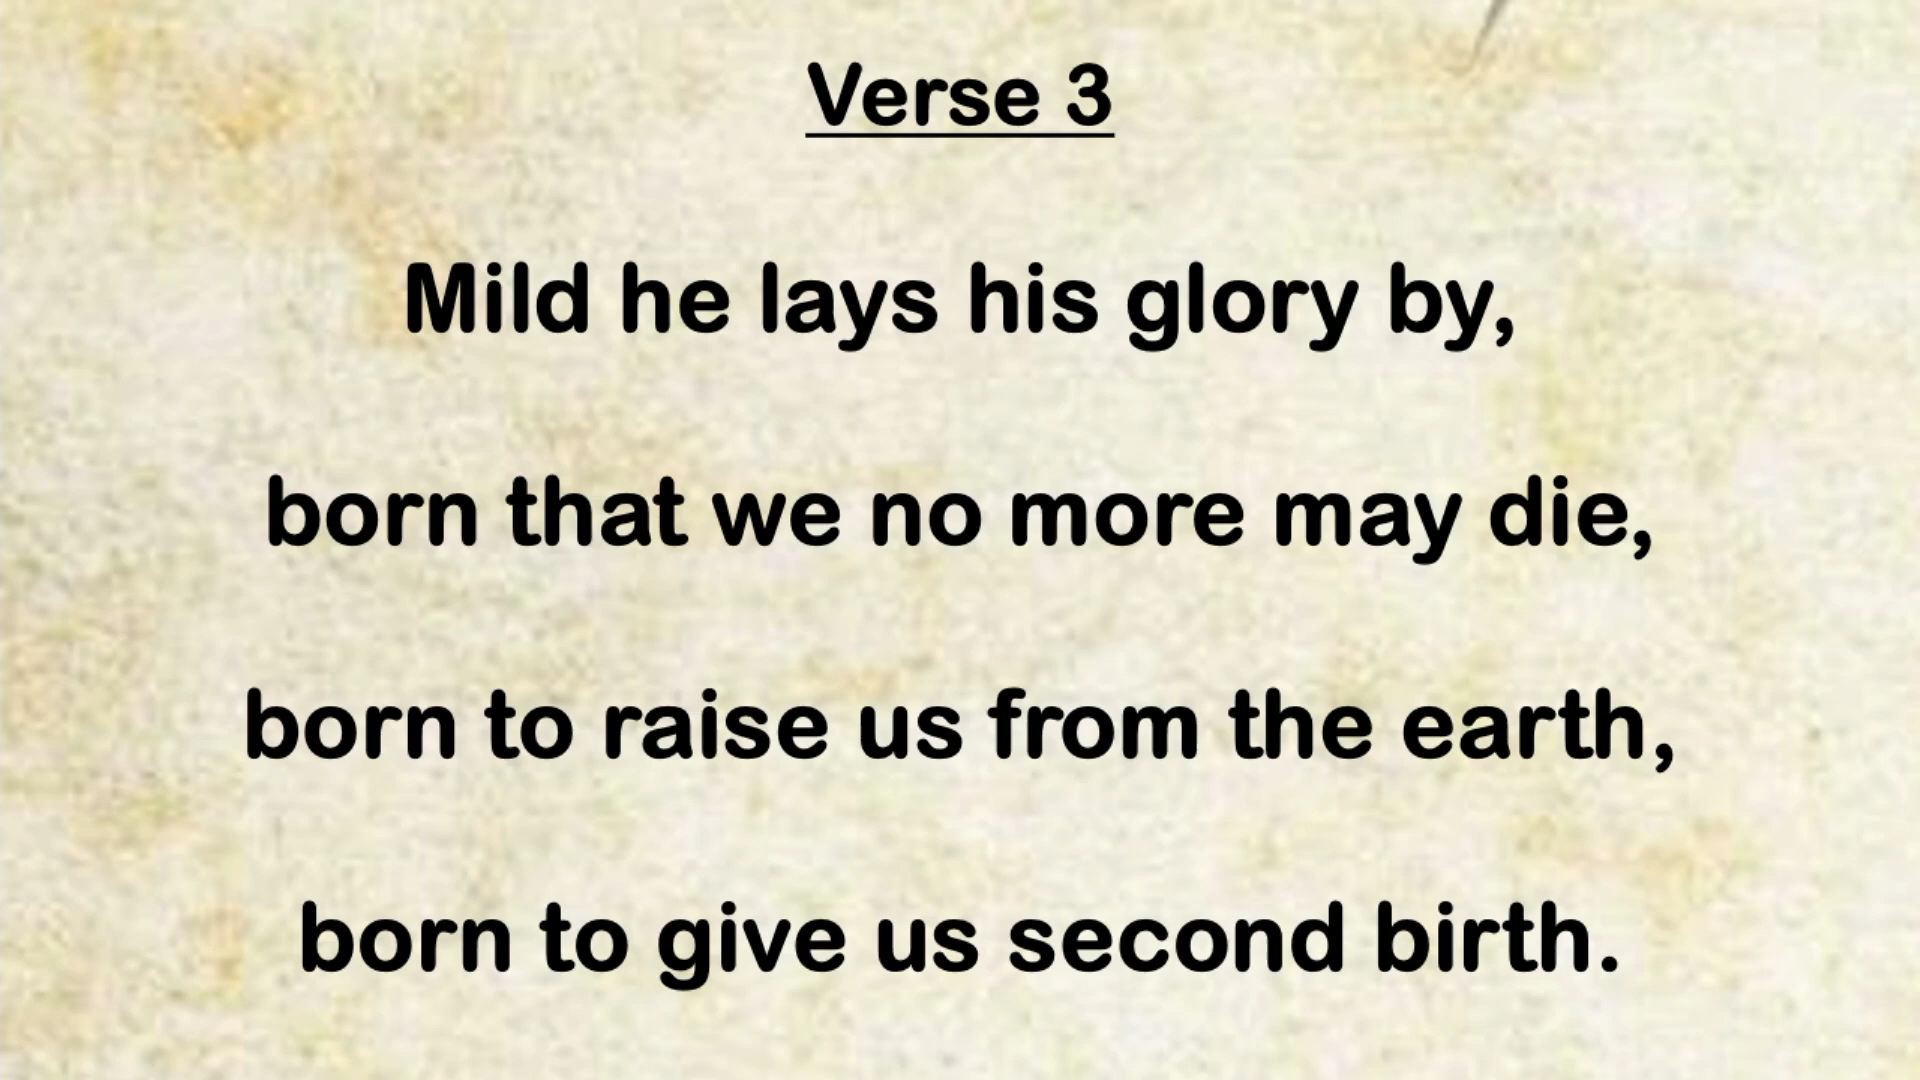 Verse 3
Mild he lays his glory by,
born that we no more may die,
born to raise us from the earth,
born to give us second birth.